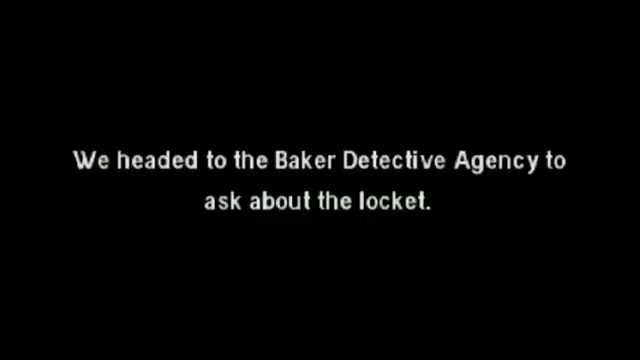 We headed to the Baker Detective Agency to
ask about the locket.